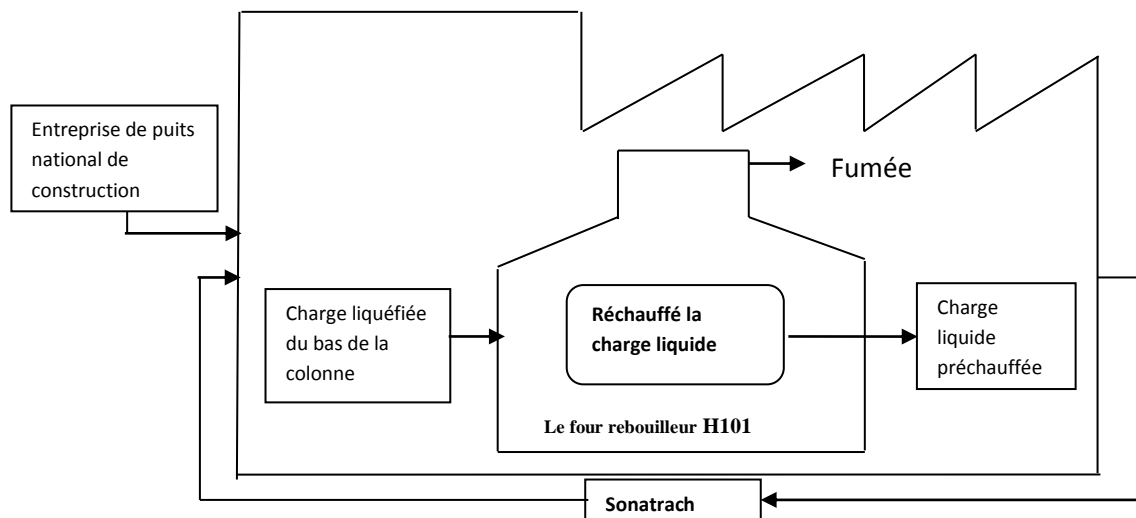 Entreprise de puits
national de
construction
Fumée
Charge liquéfiée
du bas de la
colonne
Réchauffé la
charge liquide
Charge
liquide
préchauffée
Le four rebouilleur H101
Sonatrach